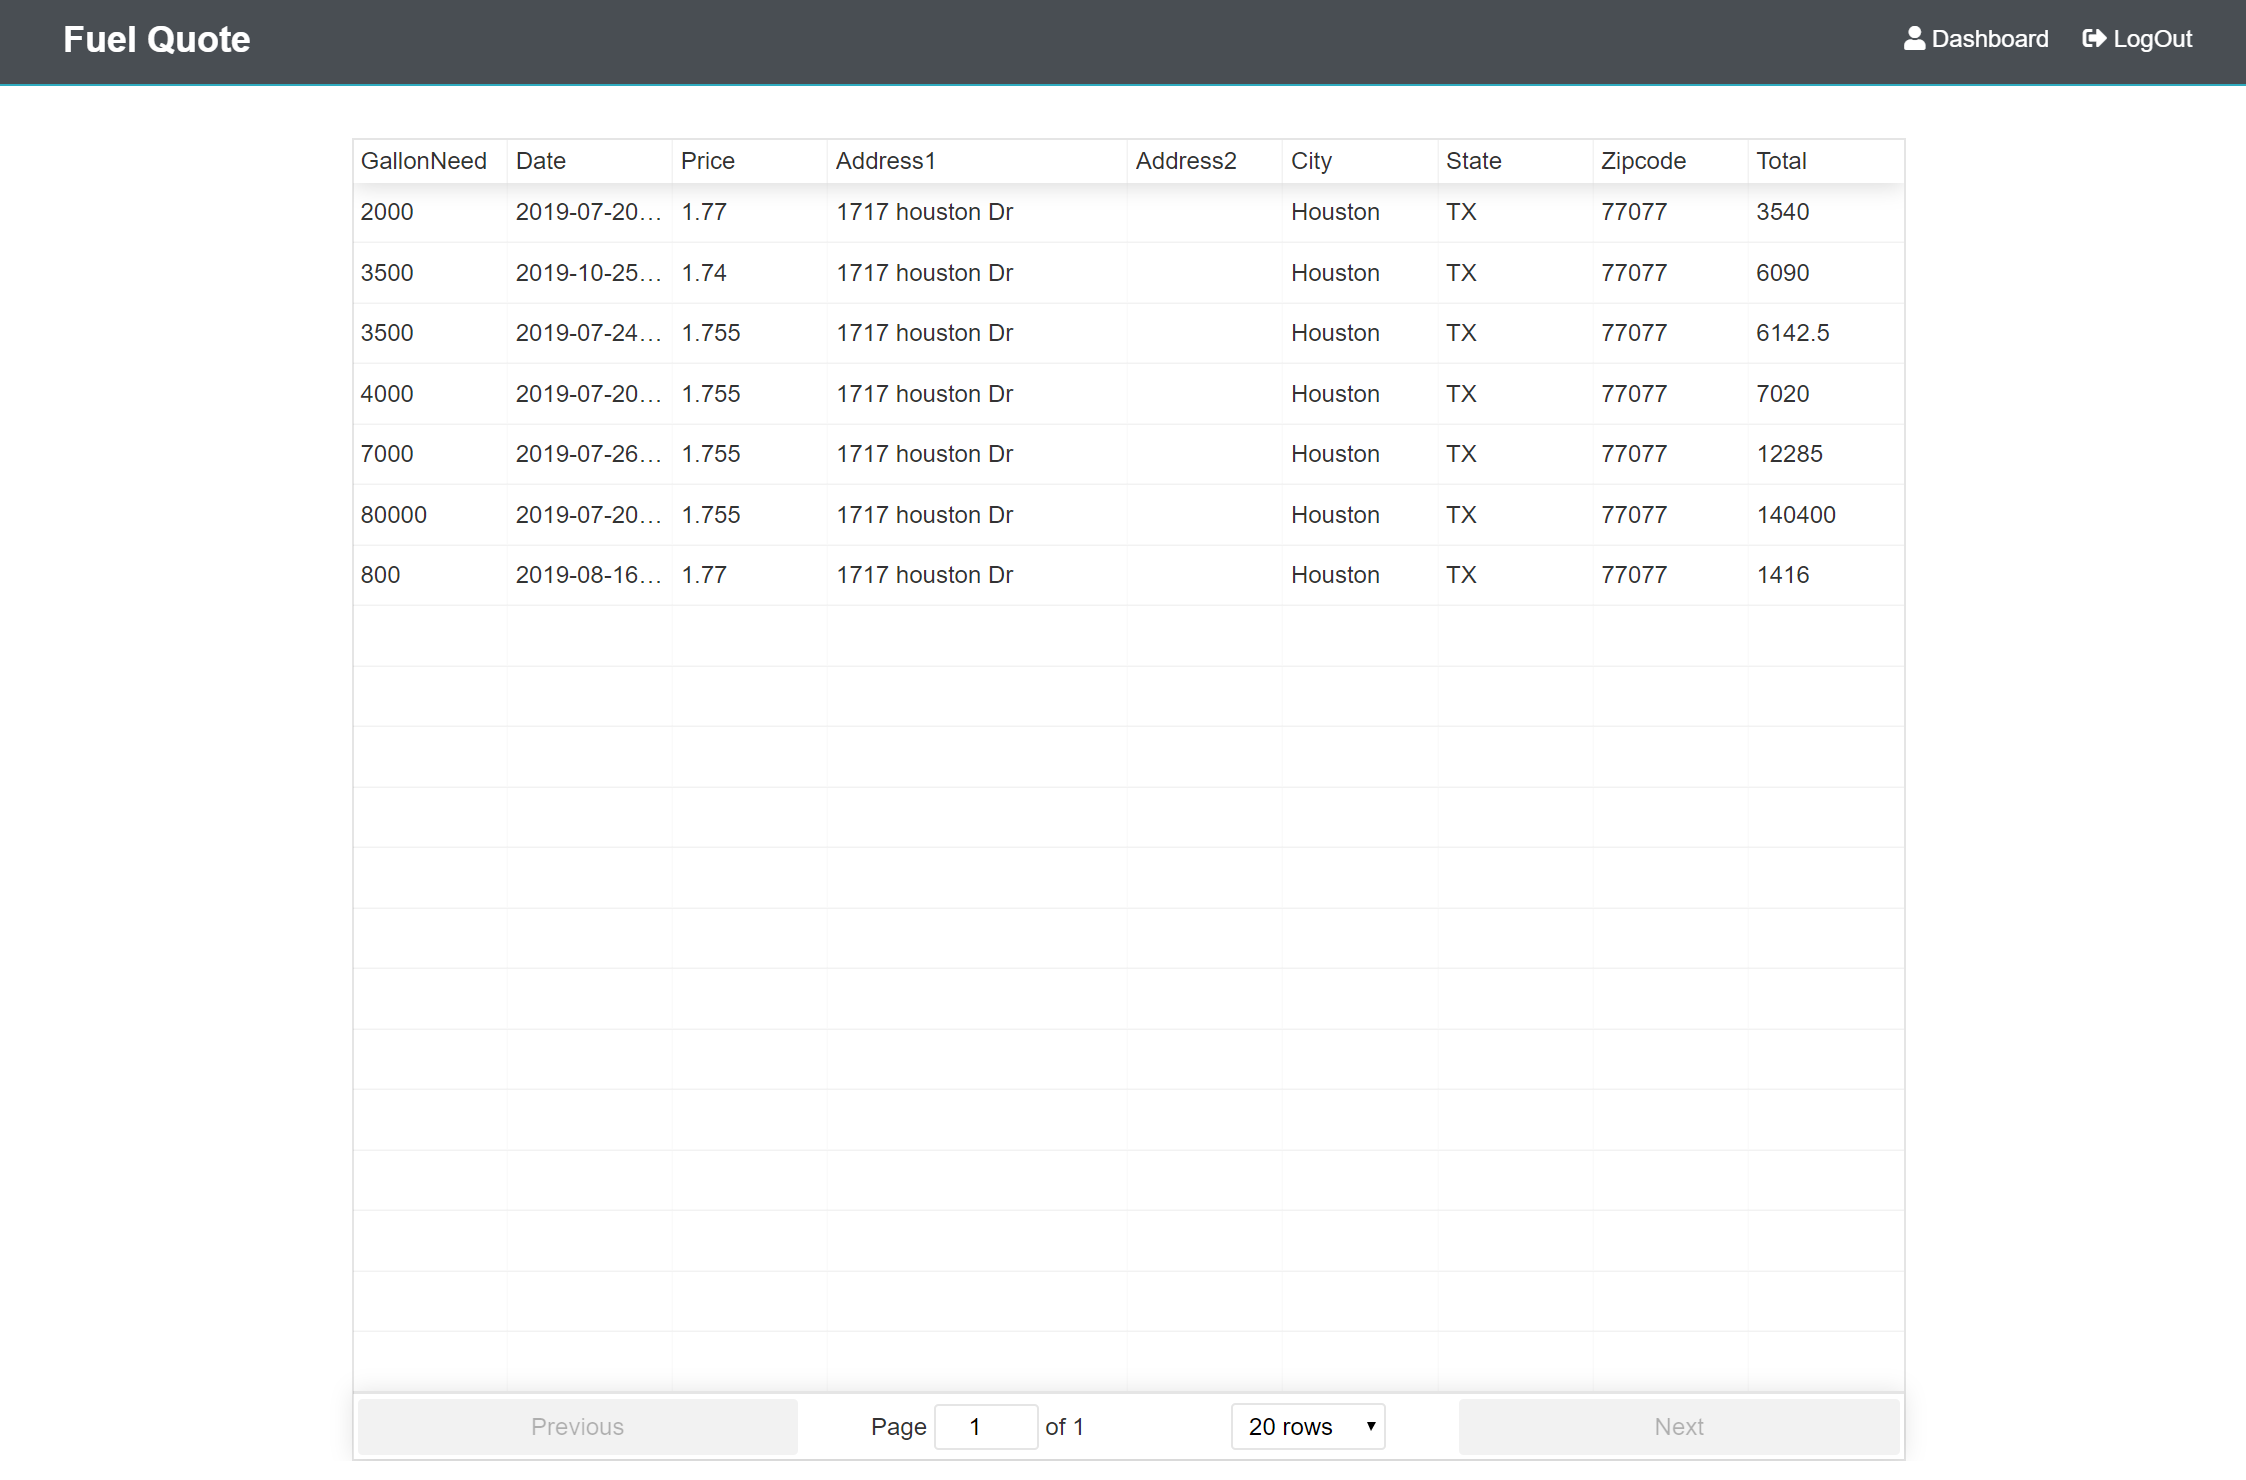 Fuel Quote Dashboard LogOut
GallonNeed Date Price Address1 Address2 City State Zipcode Total
2000 2019-07-20... 1.77 1717 houston Dr Houston TX 77077 3540
3500 2019-10-25... 1.74 1717 houston Dr Houston TX 77077 6090
3500 2019-07-24... 1.755 1717 houston Dr Houston TX 77077 6142.5
4000 2019-07-20... 1.755 1717 houston Dr Houston TX 77077 7020
7000 2019-07-26... 1.755 1717 houston Dr Houston TX 77077 12285
80000 2019-07-20... 1.755 1717 houston Dr Houston TX 77077 140400
800 2019-08-16... 1.77 1717 houston Dr Houston TX 77077 1416
Previous Page 1 of 1 20 rows Next